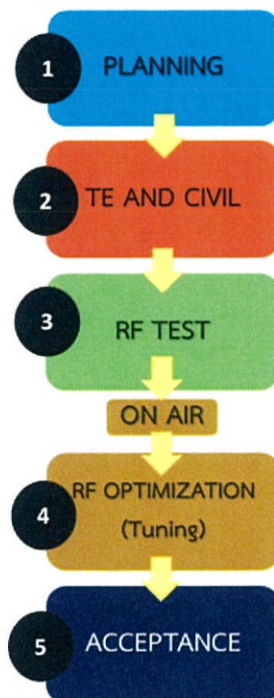 1
PLANNING
2
TE AND CIVIL
3
RF TEST
ON AIR
4
RF OPTIMIZATION
(Tuning)
5
ACCEPTANCE